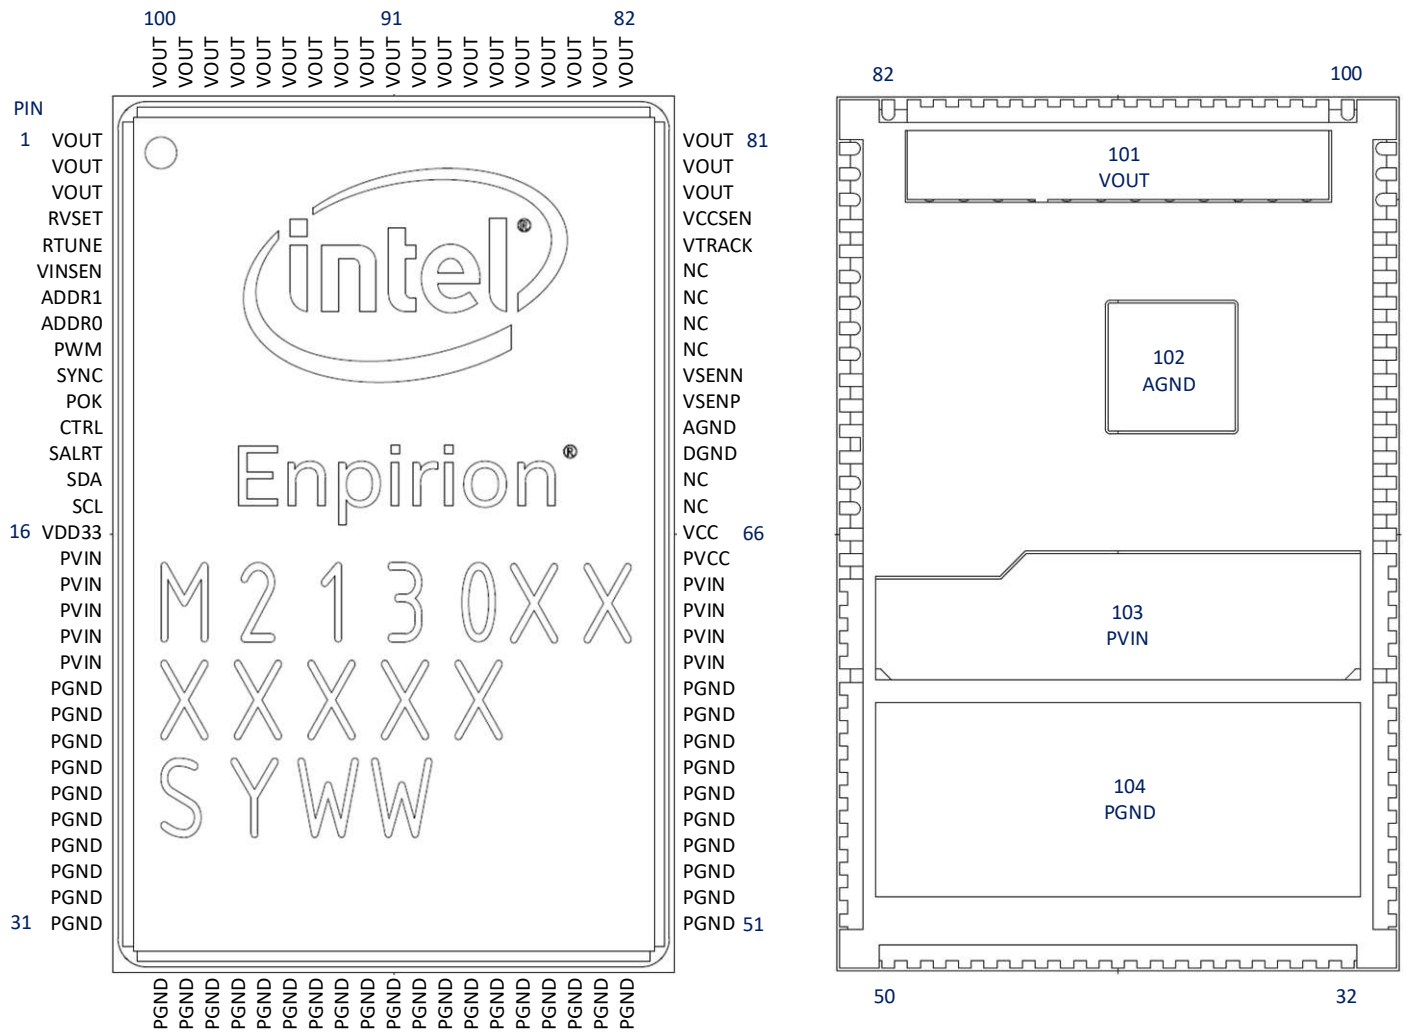 100 91 82
VOUT VOUT VOUT VOUT VOUT VOUT VOUT VOUT VOUT VOUT VOUT VOUT VOUT VOUT VOUT VOUT VOUT VOUT VOUT
PIN
1 VOUT
VOUT
VOUT
RVSET
RTUNE
VINSEN
ADDR1
ADDR0
PWM
SYNC
POK
CTRL
SALRT
SDA
SCL
16 VDD33
PVIN
PVIN
PVIN
PVIN
PVIN
PGND
PGND
PGND
PGND
PGND
PGND
PGND
PGND
PGND
31 PGND
intel®
Enpirion®
M2130XX
XXXXX
SYWW
VOUT 81
VOUT
VOUT
VCCSEN
VTRACK
NC
NC
NC
NC
VSENN
VSENP
AGND
DGND
NC
NC
VCC 66
PVCC
PVIN
PVIN
PVIN
PVIN
PGND
PGND
PGND
PGND
PGND
PGND
PGND
PGND
PGND
PGND 51
PGND PGND PGND PGND PGND PGND PGND PGND PGND PGND PGND PGND PGND PGND PGND PGND PGND PGND PGND
82 100
101
VOUT
102
AGND
103
PVIN
104
PGND
50 32